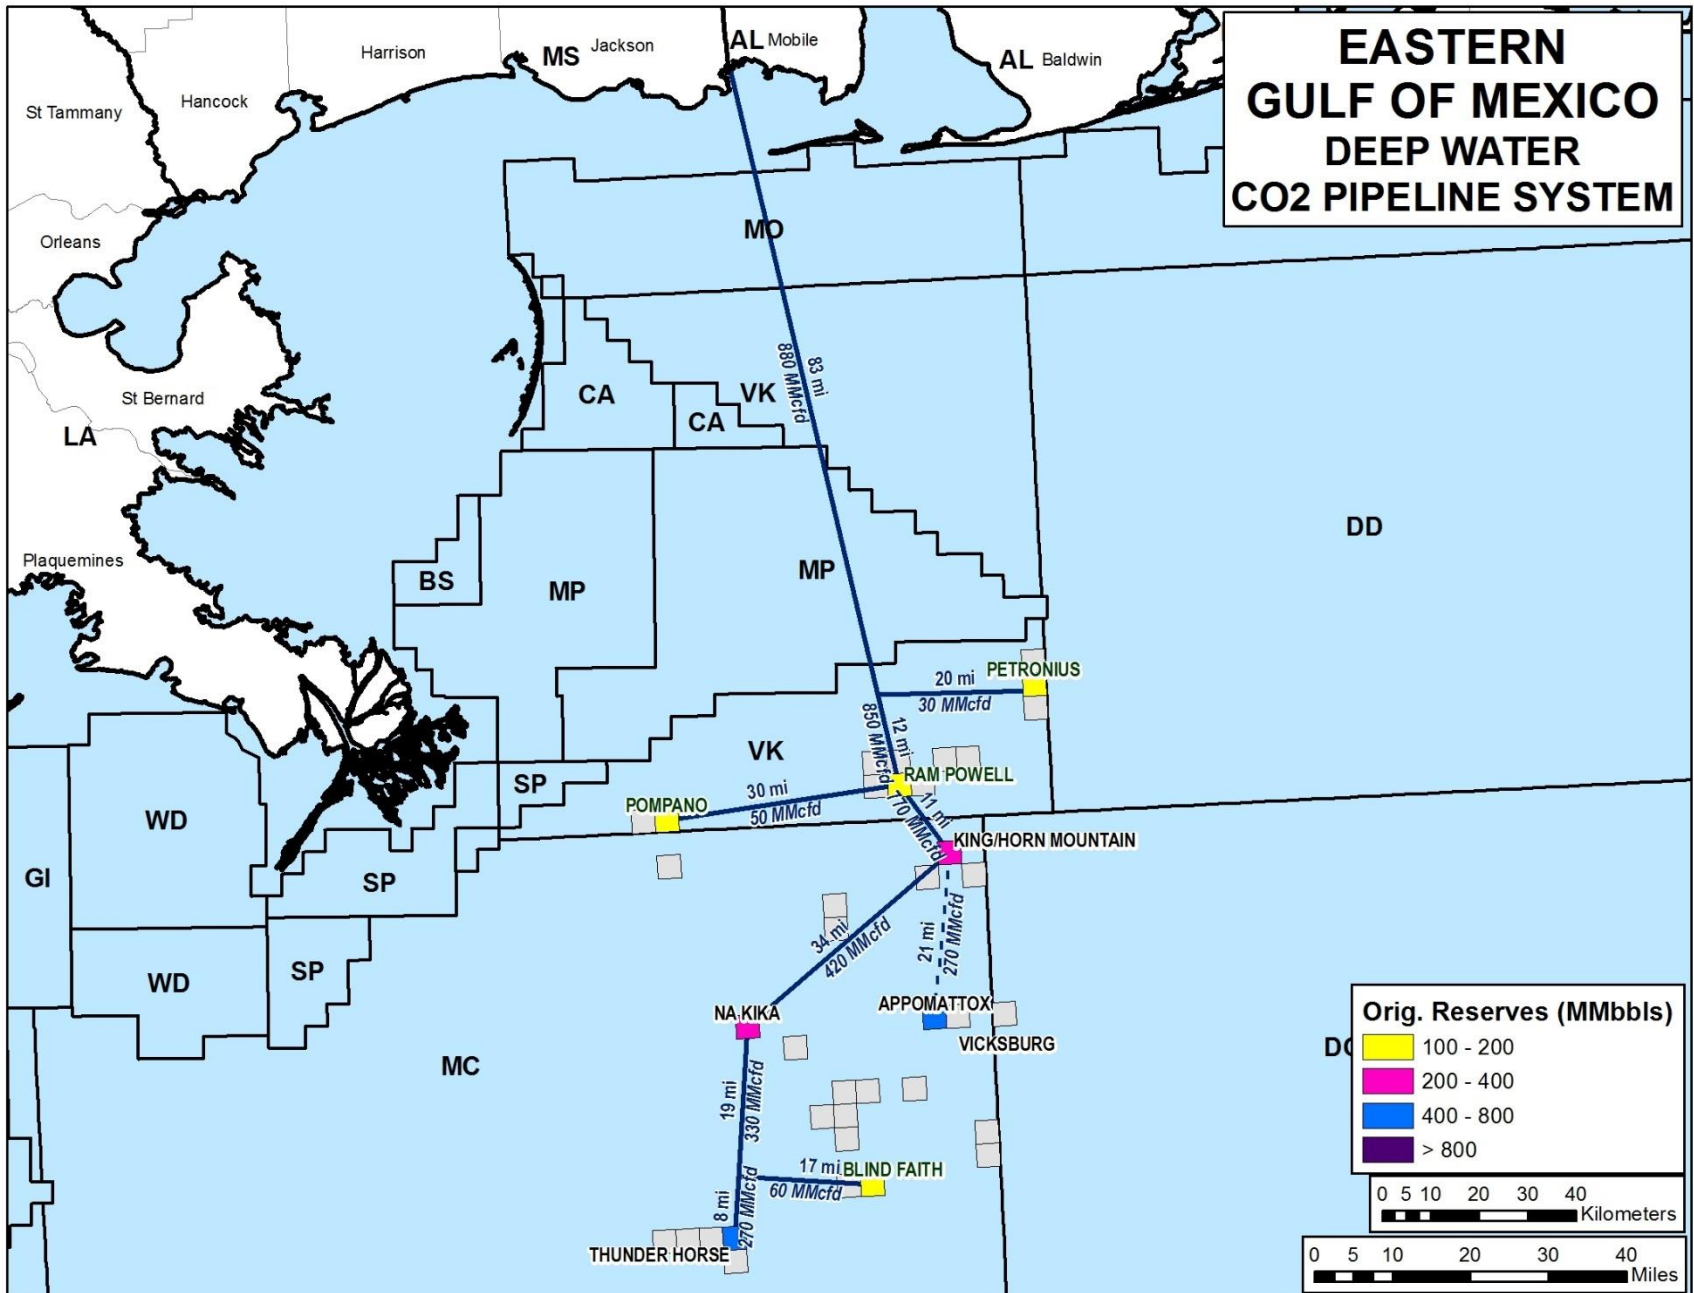 EASTERN
GULF OF MEXICO
DEEP WATER
CO2 PIPELINE SYSTEM
Harrison
MS
Jackson
AL Mobile
AL Baldwin
St Tammany
Hancock
Orleans
MO
St Bernard
LA
CA
CA
VK
83 mi
880 MMcfd
DD
Plaquemines
BS
MP
MP
PETRONIUS
20 mi
30 MMcfd
12 mi
850 MMcfd
VK
RAM POWELL
SP
30 mi
50 MMcfd
POMPANO
11 mi
770 MMcfd
WD
KING/HORN MOUNTAIN
GI
SP
34 mi
420 MMcfd
21 mi
270 MMcfd
WD
SP
NA KIKA
APPOMATTOX
VICKSBURG
MC
19 mi
330 MMcfd
17 mi
60 MMcfd
BLIND FAITH
8 mi
270 MMcfd
THUNDER HORSE
Orig. Reserves (MMbbls)
100 - 200
200 - 400
400 - 800
> 800
0 5 10 20 30 40
Kilometers
0 5 10 20 30 40
Miles